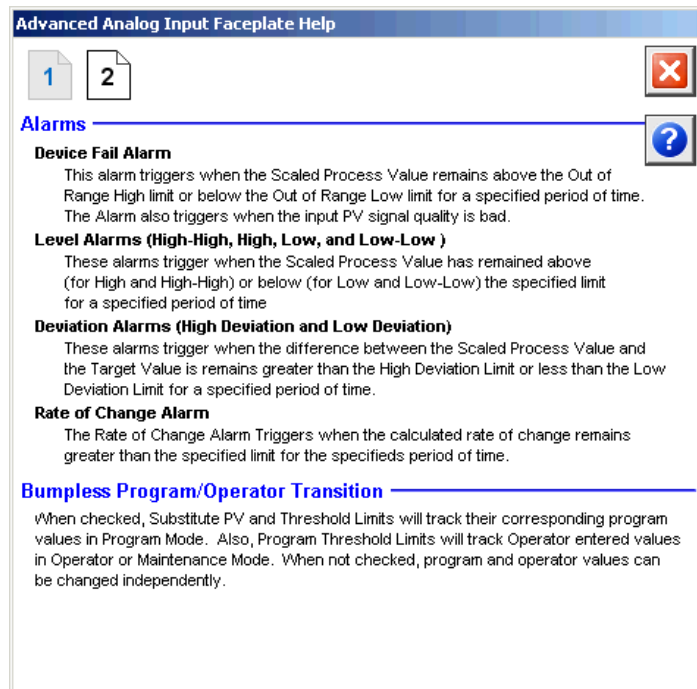 Advanced Analog Input Faceplate Help
1 2
Alarms
?
Device Fail Alarm
This alarm triggers when the Scaled Process Value remains above the Out of
Range High limit or below the Out of Range Low limit for a specified period of time.
The Alarm also triggers when the input PV signal quality is bad.
Level Alarms (High-High, High, Low, and Low-Low )
These alarms trigger when the Scaled Process Value has remained above
(for High and High-High) or below (for Low and Low-Low) the specified limit
for a specified period of time
Deviation Alarms (High Deviation and Low Deviation)
These alarms trigger when the difference between the Scaled Process Value and
the Target Value is remains greater than the High Deviation Limit or less than the Low
Deviation Limit for a specified period of time.
Rate of Change Alarm
The Rate of Change Alarm Triggers when the calculated rate of change remains
greater than the specified limit for the specifieds period of time.
Bumpless Program/Operator Transition
When checked, Substitute PV and Threshold Limits will track their corresponding program
values in Program Mode. Also, Program Threshold Limits will track Operator entered values
in Operator or Maintenance Mode. When not checked, program and operator values can
be changed independently.